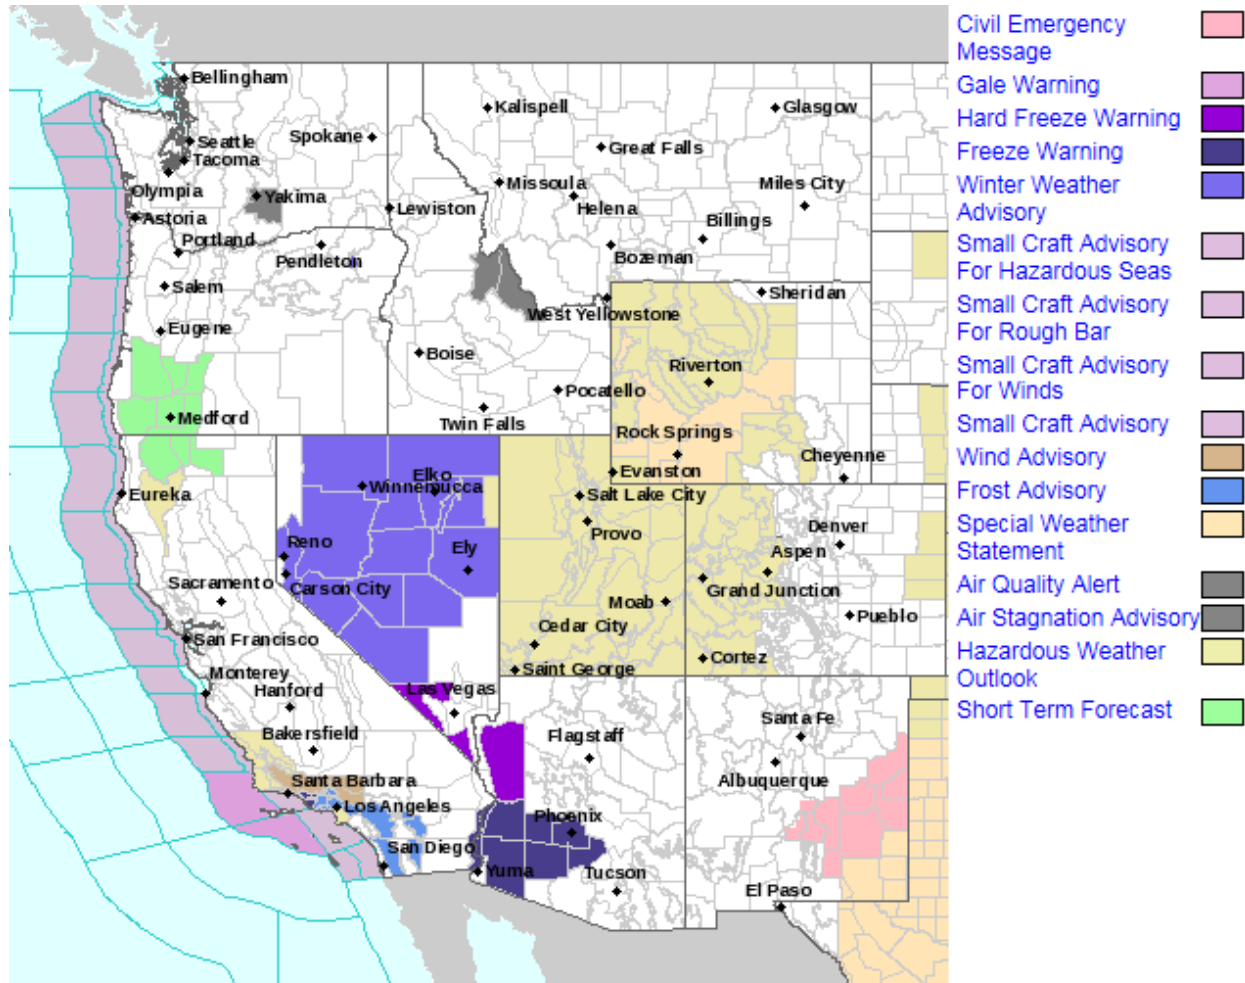 Bellingham
Kalispell
Glasgow
Spokane
Seattle
Great Falls
Tacoma
Missoula
Miles City
Olympia
Yakima
Helena
Lewiston
Astoria
Billings
Portland
Pendleton
Bozeman
Salem
Sheridan
West Yellowstone
Eugene
Boise
Riverton
Pocatello
Medford
Twin Falls
Rock Springs
Cheyenne
Evanston
Elko
Winnemucca
Eureka
Salt Lake City
Provo
Denver
Reno
Ely
Aspen
Sacramento
Carson City
Grand Junction
Moab
Pueblo
Cedar City
San Francisco
Cortez
Saint George
Monterey
Hanford
Las Vegas
Santa Fe
Bakersfield
Flagstaff
Santa Barbara
Albuquerque
Los Angeles
Phoenix
San Diego
Yuma
Tucson
El Paso
Civil Emergency
Message
Gale Warning
Hard Freeze Warning
Freeze Warning
Winter Weather
Advisory
Small Craft Advisory
For Hazardous Seas
Small Craft Advisory
For Rough Bar
Small Craft Advisory
For Winds
Small Craft Advisory
Wind Advisory
Frost Advisory
Special Weather
Statement
Air Quality Alert
Air Stagnation Advisory
Hazardous Weather
Outlook
Short Term Forecast